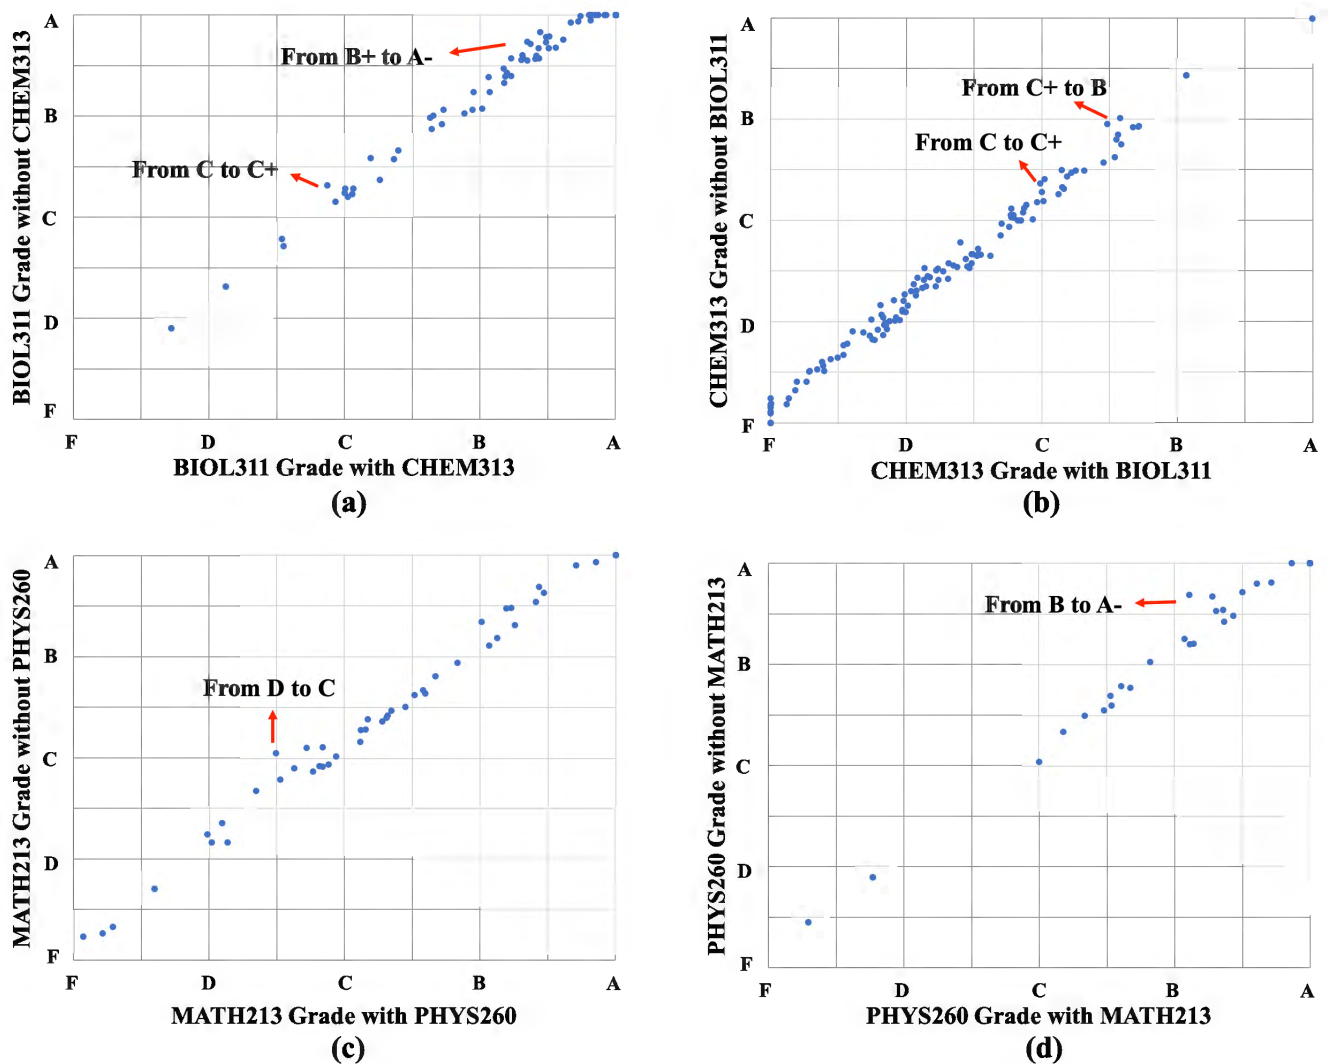 A
B
C
D
F
BIOL311 Grade without CHEM313
From B+ to A-
From C to C+
F
D
C
B
A
BIOL311 Grade with CHEM313
(a)
A
B
C
D
F
CHEM313 Grade without BIOL311
From C+ to B
From C to C+
F
D
C
B
A
CHEM313 Grade with BIOL311
(b)
A
B
C
D
F
MATH213 Grade without PHYS260
From D to C
F
D
C
B
A
MATH213 Grade with PHYS260
(c)
A
B
C
D
F
PHYS260 Grade without MATH213
From B to A-
F
D
C
B
A
PHYS260 Grade with MATH213
(d)